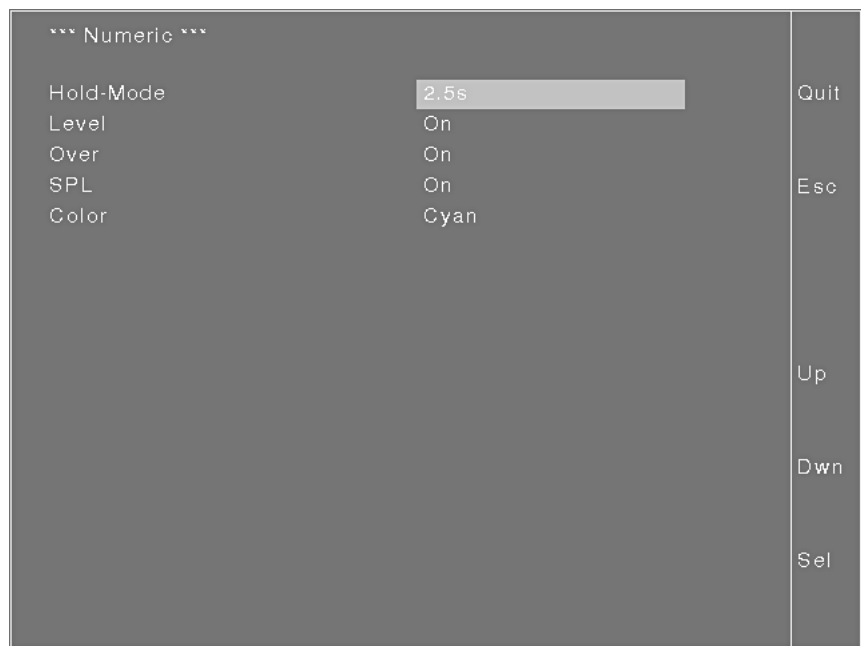 *** Numeric ***
Hold-Mode 2.5s
Level On
Over On
SPL On
Color Cyan
Quit
Esc
Up
Dwn
Sel